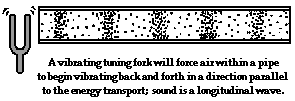 A vibrating tuning fork will force air within a pipe
to begin vibrating back and forth in a direction parallel
to the energy transport; sound is a longitudinal wave.